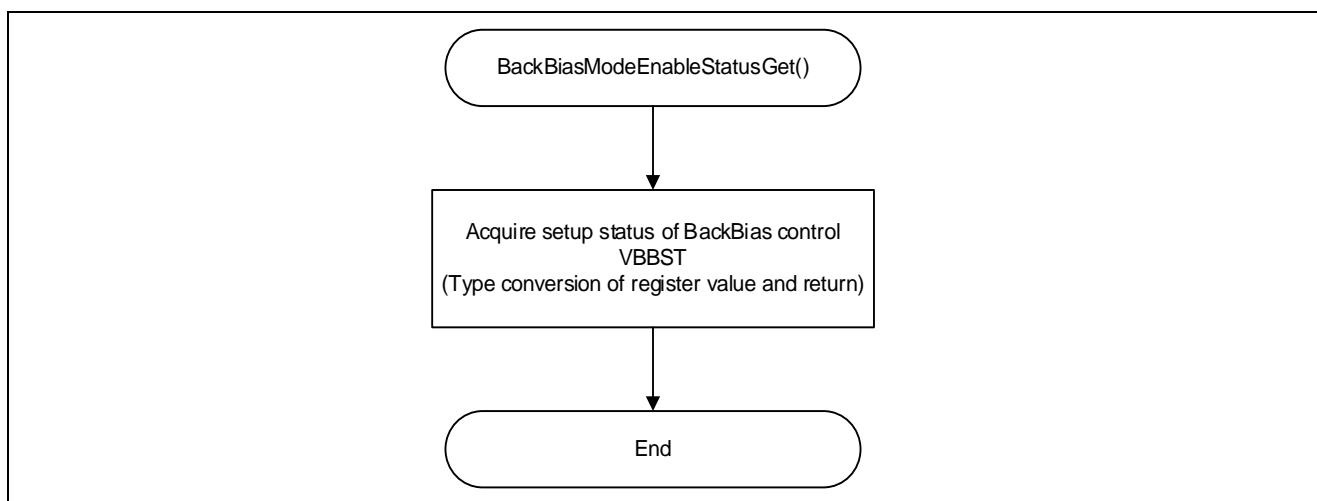 BackBiasModeEnableStatusGet()
Acquire setup status of BackBias control
VBBST
(Type conversion of register value and return)
End